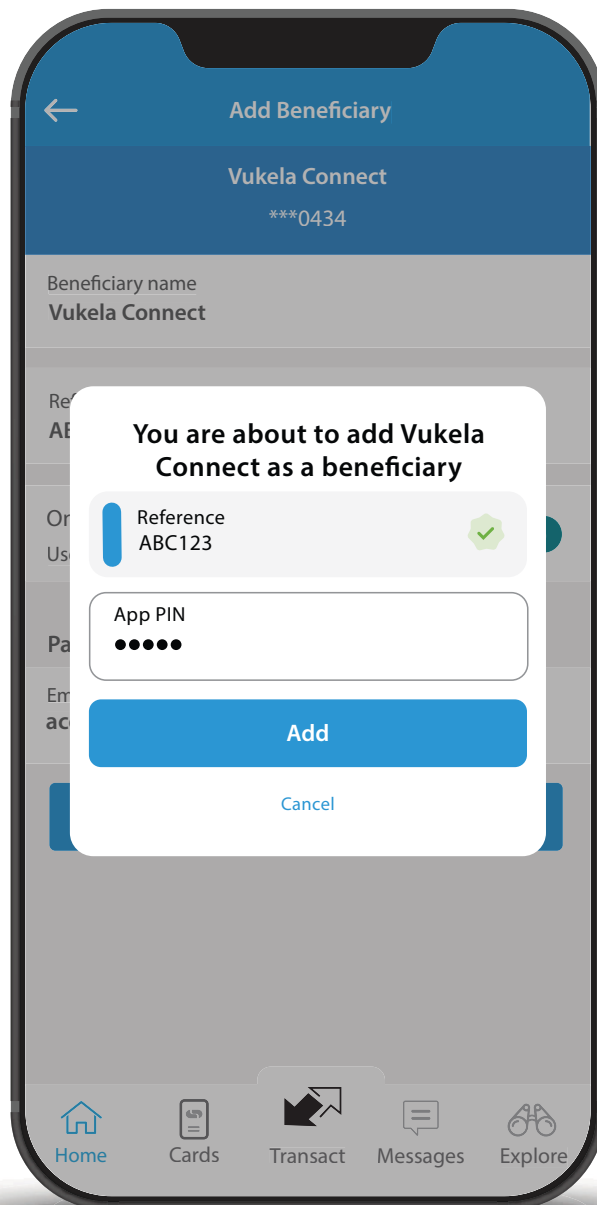 Add Beneficiary
Vukela Connect
***0434
Beneficiary name
Vukela Connect
You are about to add Vukela
Connect as a beneficiary
Reference
ABC123
App PIN
•••••
Add
Cancel
Home
Cards
Transact
Messages
Explore